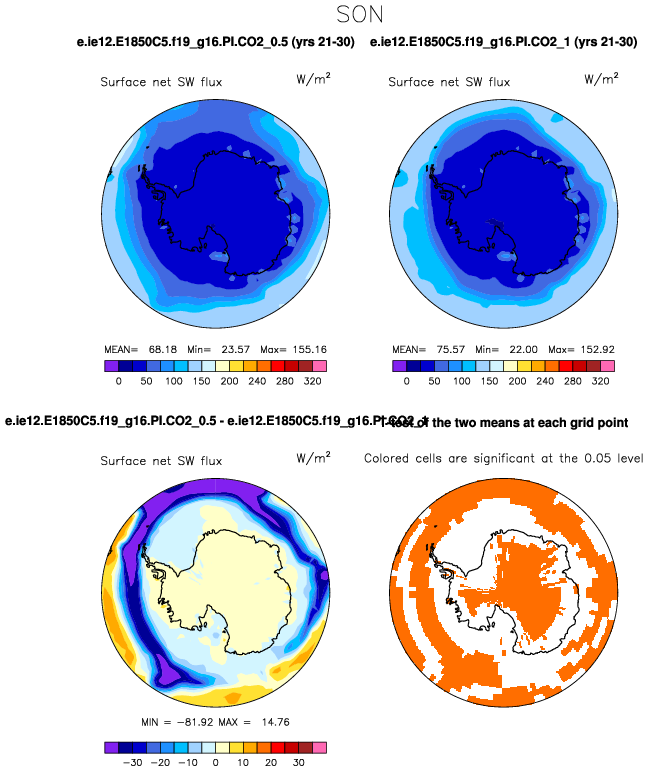 SON
e.ie12.E1850C5.f19_g16.PI.CO2_0.5 (yrs 21-30)
e.ie12.E1850C5.f19_g16.PI.CO2_1 (yrs 21-30)
Surface net SW flux W/m²
Surface net SW flux W/m²
MEAN= 68.18 Min= 23.57 Max= 155.16
MEAN= 75.57 Min= 22.00 Max= 152.92
0 50 100 150 200 240 280 320
0 50 100 150 200 240 280 320
e.ie12.E1850C5.f19_g16.PI.CO2_0.5 - e.ie12.E1850C5.f19_g16.PI.CO2_1
T-test of the two means at each grid point
Surface net SW flux W/m²
Colored cells are significant at the 0.05 level
MIN = -81.92 MAX = 14.76
-30 -20 -10 0 10 20 30